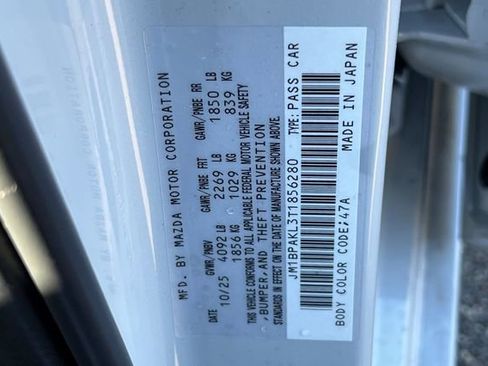 MFD. BY MAZDA MOTOR CORPORATION
DATE GVWR/PNBV GAWR/PNBE FRT GAWR/PNBE RR
10/25 4092 LB 2269 LB 1850 LB
1856 KG 1029 KG 839 KG
THIS VEHICLE CONFORMS TO ALL APPLICABLE FEDERAL MOTOR VEHICLE SAFETY
,BUMPER,AND THEFT PREVENTION
STANDARDS IN EFFECT ON THE DATE OF MANUFACTURE SHOWN ABOVE.
JM1BPAKL3T1856280 TYPE: PASS CAR
BODY COLOR CODE/47A MADE IN JAPAN